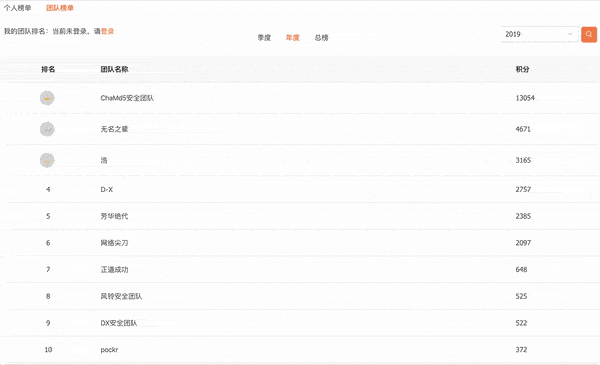 个人榜单 团队榜单
我的团队排名：当前未登录，请登录
季度 年度 总榜
2019
排名 团队名称 积分
ChaMd5安全团队 13054
无名之辈 4671
浩 3165
4 D-X 2757
5 芳华绝代 2385
6 网络尖刀 2097
7 正道成功 648
8 风铃安全团队 525
9 DX安全团队 522
10 pockr 372